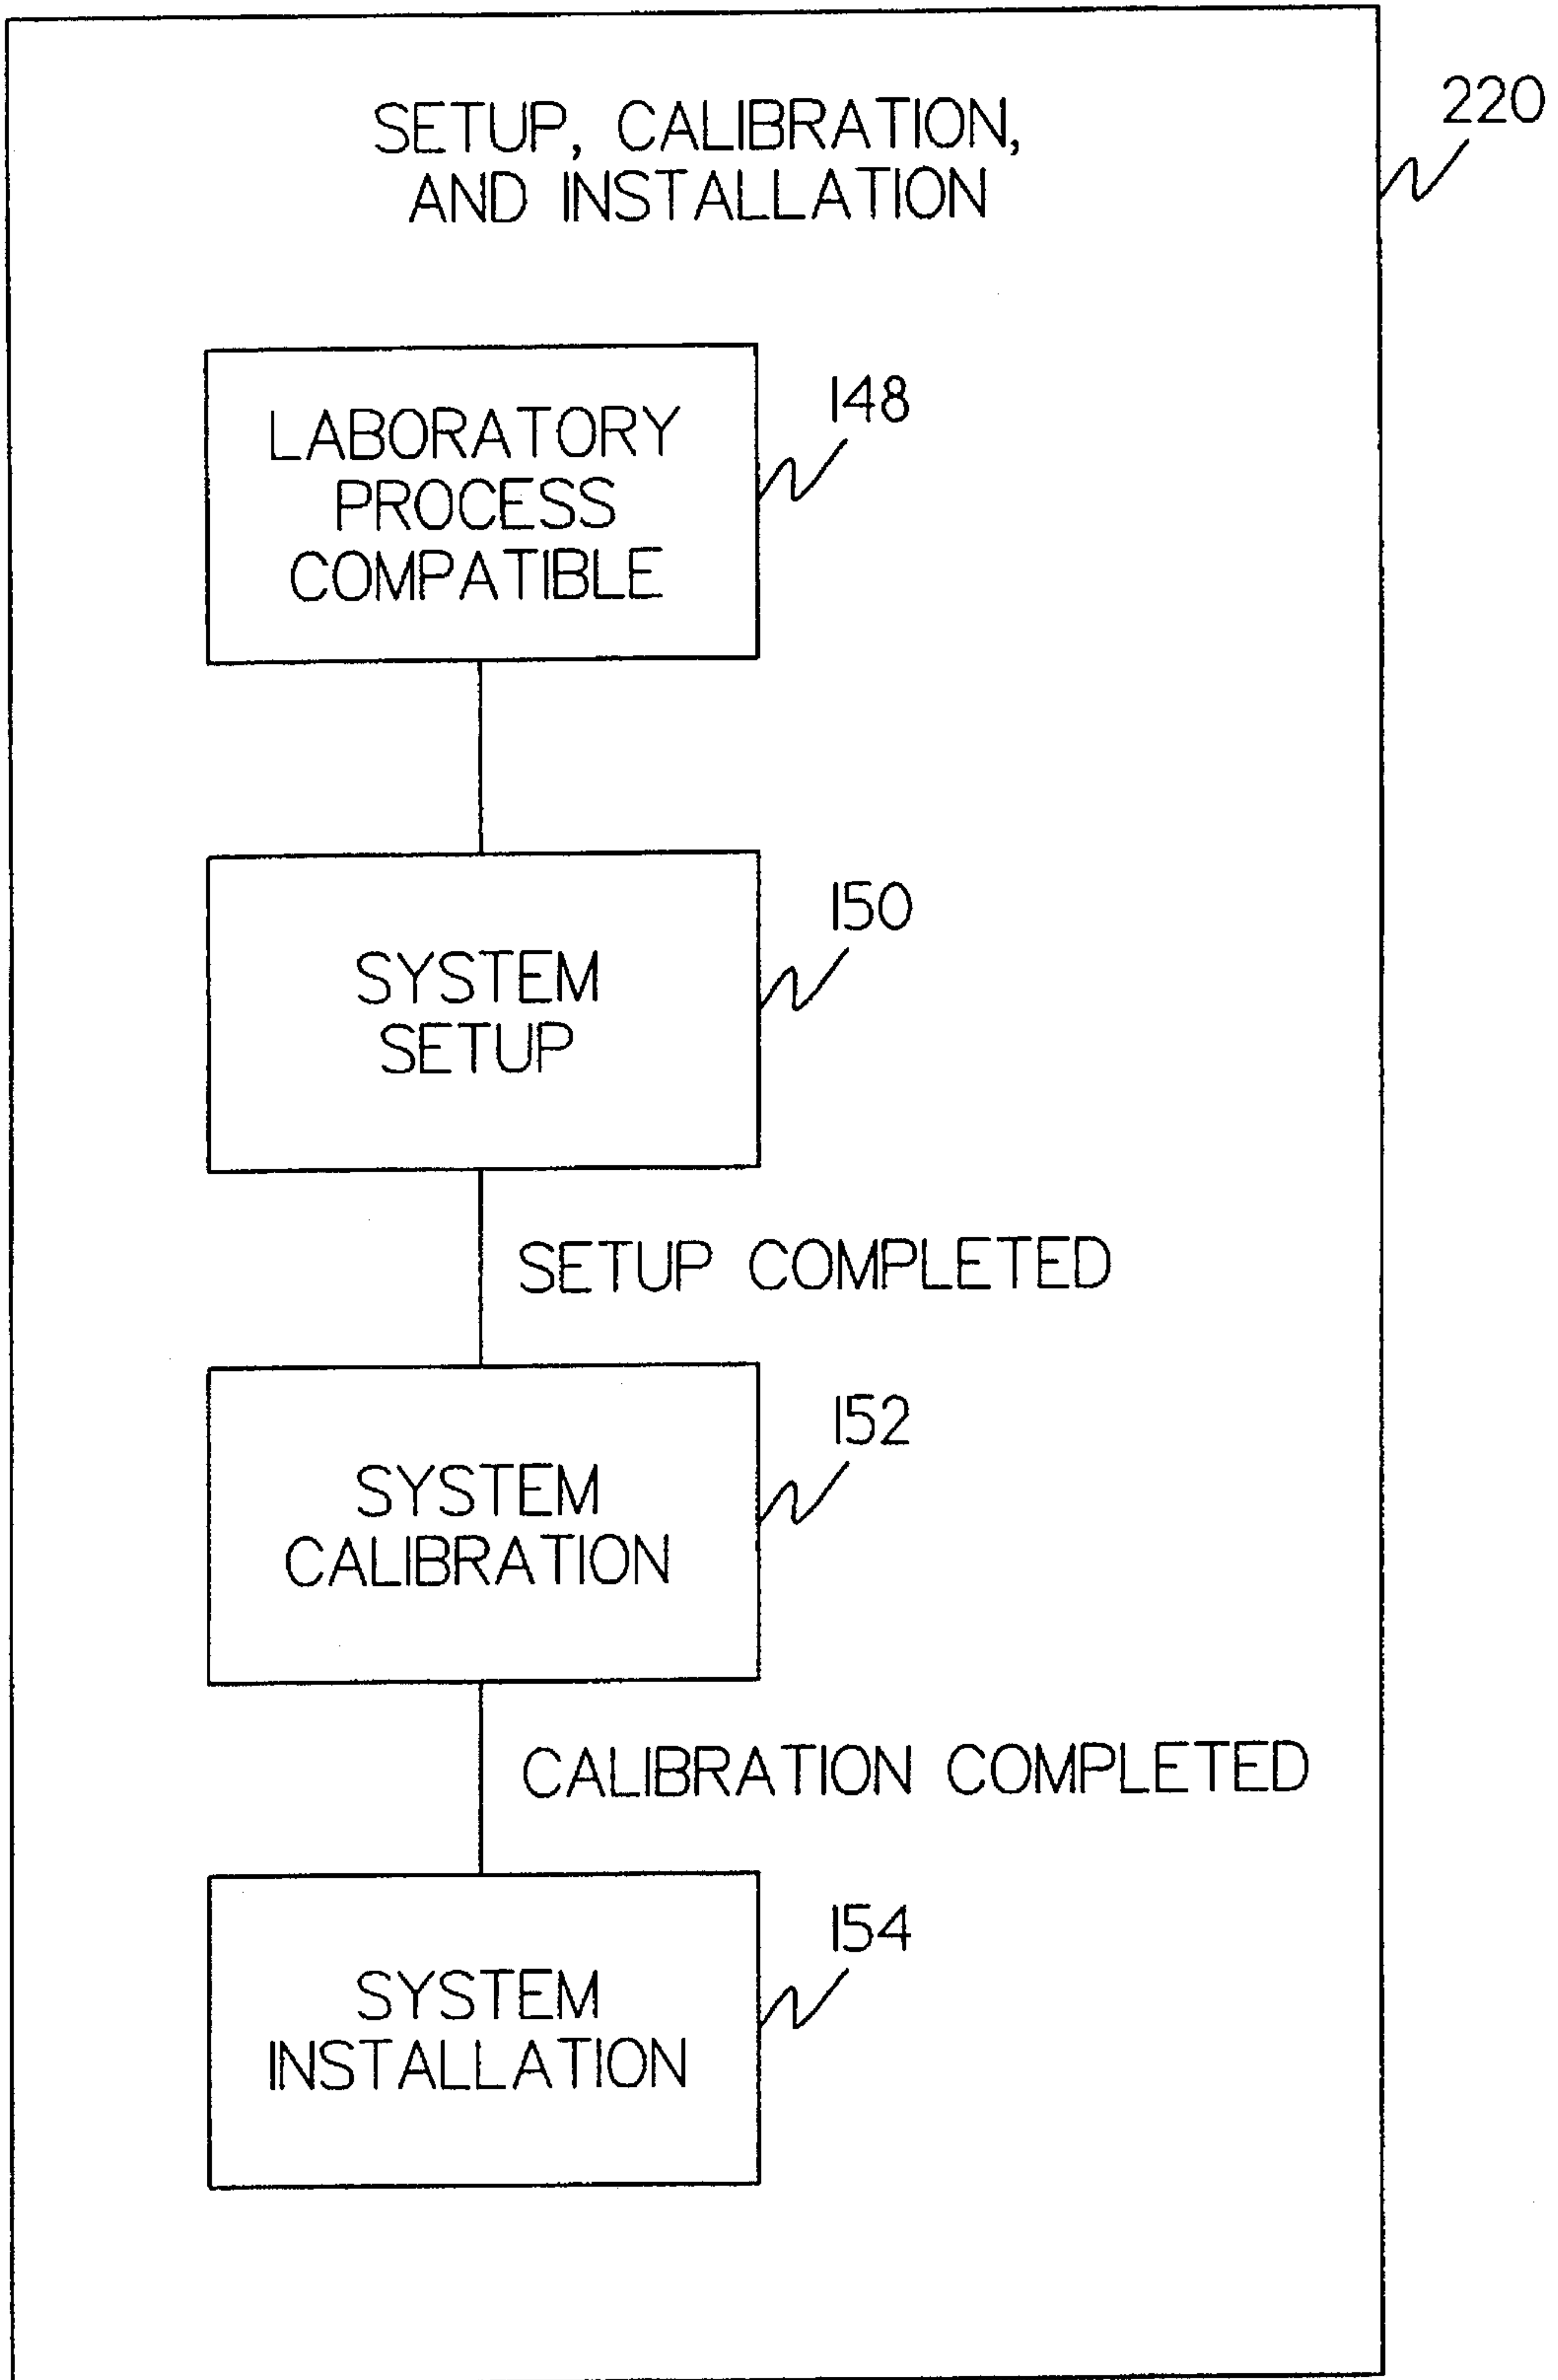 220
SETUP, CALIBRATION,
AND INSTALLATION
148
LABORATORY
PROCESS
COMPATIBLE
150
SYSTEM
SETUP
SETUP COMPLETED
152
SYSTEM
CALIBRATION
CALIBRATION COMPLETED
154
SYSTEM
INSTALLATION